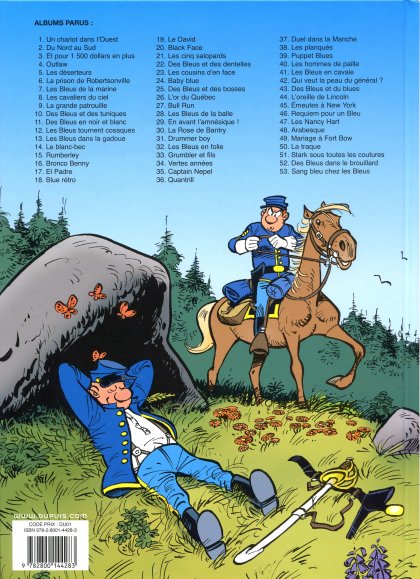 ALBUMS PARUS :
1. Un chariot dans l'Ouest
2. Du Nord au Sud
3. Et pour 1 500 dollars en plus
4. Outlaw
5. Les déserteurs
6. La prison de Robertsonville
7. Les Bleus de la marine
8. Les cavaliers du ciel
9. La grande patrouille
10. Des Bleus et des tuniques
11. Des Bleus en noir et blanc
12. Les Bleus tournent cosaques
13. Les Bleus dans la gadoue
14. Le blanc-bec
15. Rumberley
16. Bronco Benny
17. El Padre
18. Blue rétro
19. Le David
20. Black Face
21. Les cinq salopards
22. Des Bleus et des dentelles
23. Les cousins d'en face
24. Baby blue
25. Des Bleus et des bosses
26. L'or du Québec
27. Bull Run
28. Les Bleus de la balle
29. En avant l'amnésique !
30. La Rose de Bantry
31. Drummer boy
32. Les Bleus en folie
33. Grumbler et fils
34. Vertes années
35. Captain Nepel
36. Quantrill
37. Duel dans la Manche
38. Les planqués
39. Puppet Blues
40. Les hommes de paille
41. Les Bleus en cavale
42. Qui veut la peau du général ?
43. Des Bleus et du blues
44. L'oreille de Lincoln
45. Émeutes à New York
46. Requiem pour un Bleu
47. Les Nancy Hart
48. Arabesque
49. Mariage à Fort Bow
50. La traque
51. Stark sous toutes les coutures
52. Des Bleus dans le brouillard
53. Sang bleu chez les Bleus
www.dupuis.com
CODE PRIX : DU01
ISBN 978-2-8001-4428-3
9 782800 144283